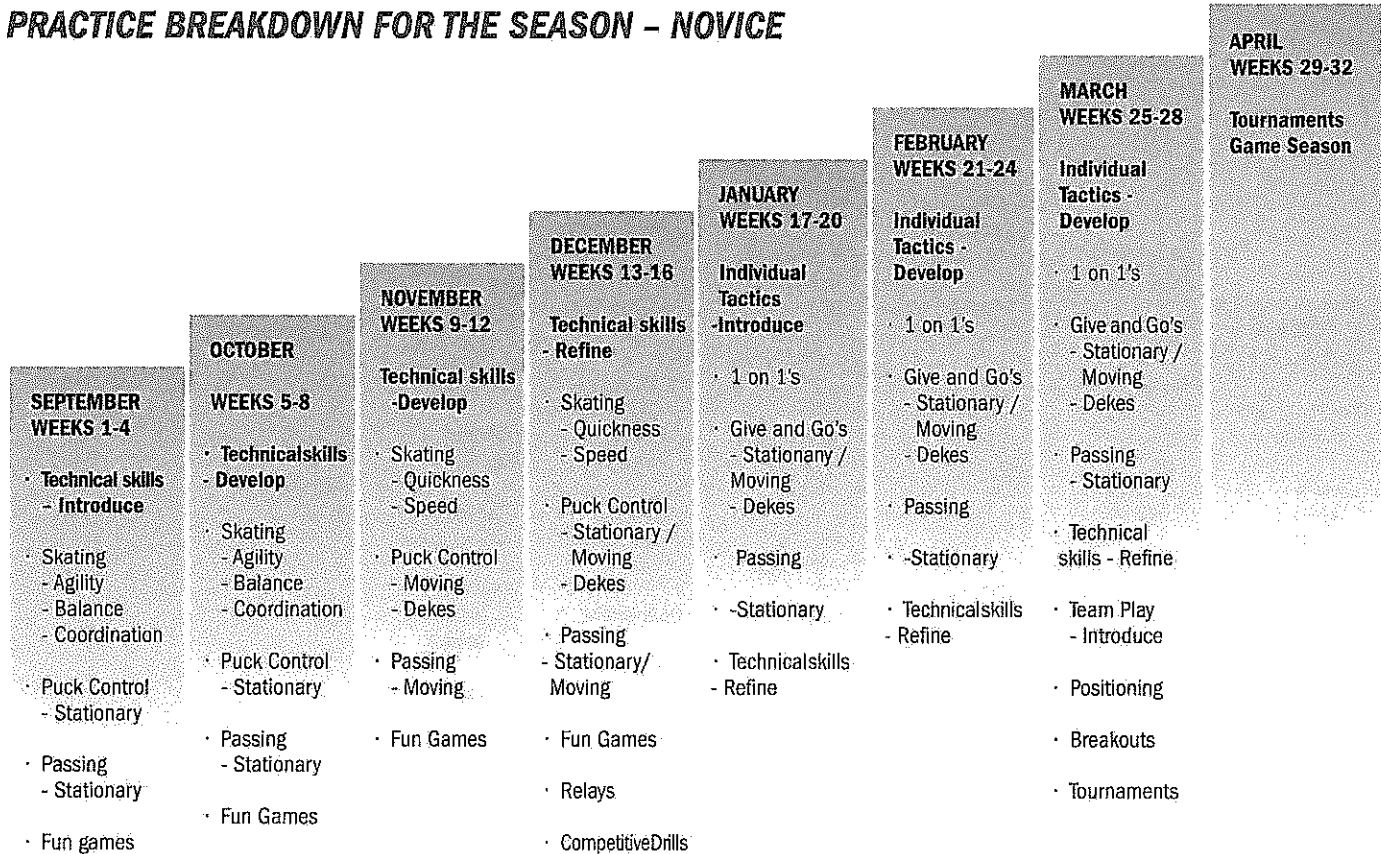 PRACTICE BREAKDOWN FOR THE SEASON – NOVICE
SEPTEMBER
WEEKS 1-4
· Technical skills
– Introduce
· Skating
- Agility
- Balance
- Coordination
· Puck Control
- Stationary
· Passing
- Stationary
· Fun games
OCTOBER
WEEKS 5-8
· Technicalskills
- Develop
· Skating
- Agility
- Balance
- Coordination
· Puck Control
- Stationary
· Passing
- Stationary
· Fun Games
NOVEMBER
WEEKS 9-12
Technical skills
-Develop
· Skating
- Quickness
- Speed
· Puck Control
- Moving
- Dekes
· Passing
- Moving
· Fun Games
DECEMBER
WEEKS 13-16
Technical skills
- Refine
· Skating
- Quickness
- Speed
· Puck Control
- Stationary /
Moving
- Dekes
· Passing
- Stationary/
Moving
· Fun Games
· Relays
· CompetitiveDrills
JANUARY
WEEKS 17-20
Individual
Tactics
-Introduce
· 1 on 1's
· Give and Go's
- Stationany /
Moving
- Dekes
· Passing
· -Stationary
· Technicalskills
- Refine
FEBRUARY
WEEKS 21-24
Individual
Tactics -
Develop
· 1 on 1's
· Give and Go's
- Stationary /
Moving
- Dekes
· Passing
· -Stationary
· Technicalskills
- Refine
MARCH
WEEKS 25-28
Individual
Tactics -
Develop
· 1 on 1's
· Give and Go's
- Stationary /
Moving
- Dekes
· Passing
- Stationary
· Technical
skills - Refine
· Team Play
- Introduce
· Positioning
· Breakouts
· Tournaments
APRIL
WEEKS 29-32
Tournaments
Game Season